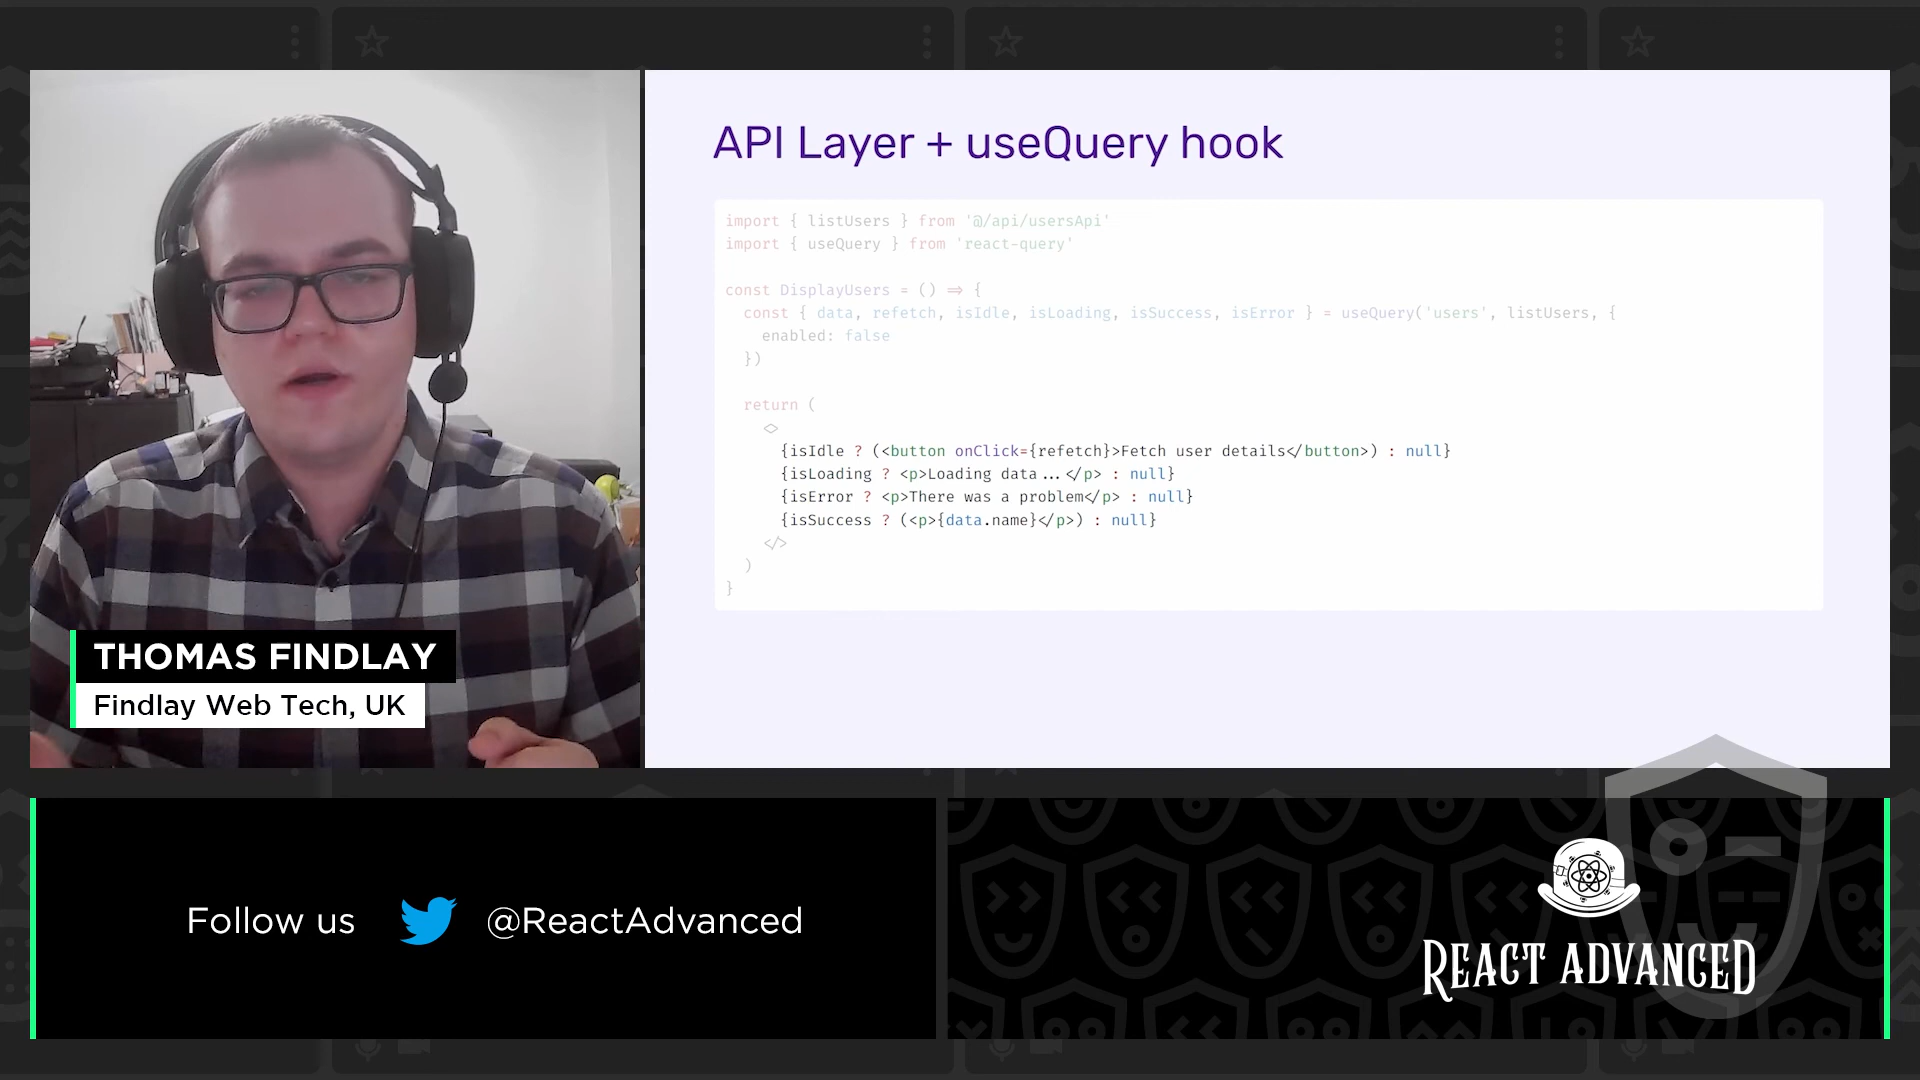 API Layer + useQuery hook
import { listUsers } from '@/api/usersApi'
import { useQuery } from 'react-query'
const DisplayUsers = () => {
const { data, refetch, isIdle, isLoading, isSuccess, isError } = useQuery('users', listUsers, {
enabled: false
})
return (
<>
{isIdle ? (<button onClick={refetch}>Fetch user details</button>) : null}
{isLoading ? <p>Loading data...</p> : null}
{isError ? <p>There was a problem</p> : null}
{isSuccess ? (<p>{data.name}</p>) : null}
</>
)
}
THOMAS FINDLAY
Findlay Web Tech, UK
Follow us @ReactAdvanced
REACT ADVANCED